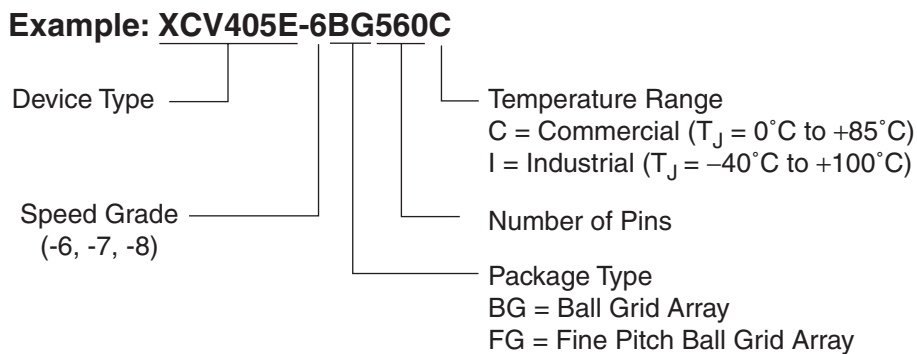 Example: XCV405E-6BG560C
Device Type
Temperature Range
C = Commercial (TJ = 0˚C to +85˚C)
I = Industrial (TJ = −40˚C to +100˚C)
Speed Grade
(-6, -7, -8)
Number of Pins
Package Type
BG = Ball Grid Array
FG = Fine Pitch Ball Grid Array